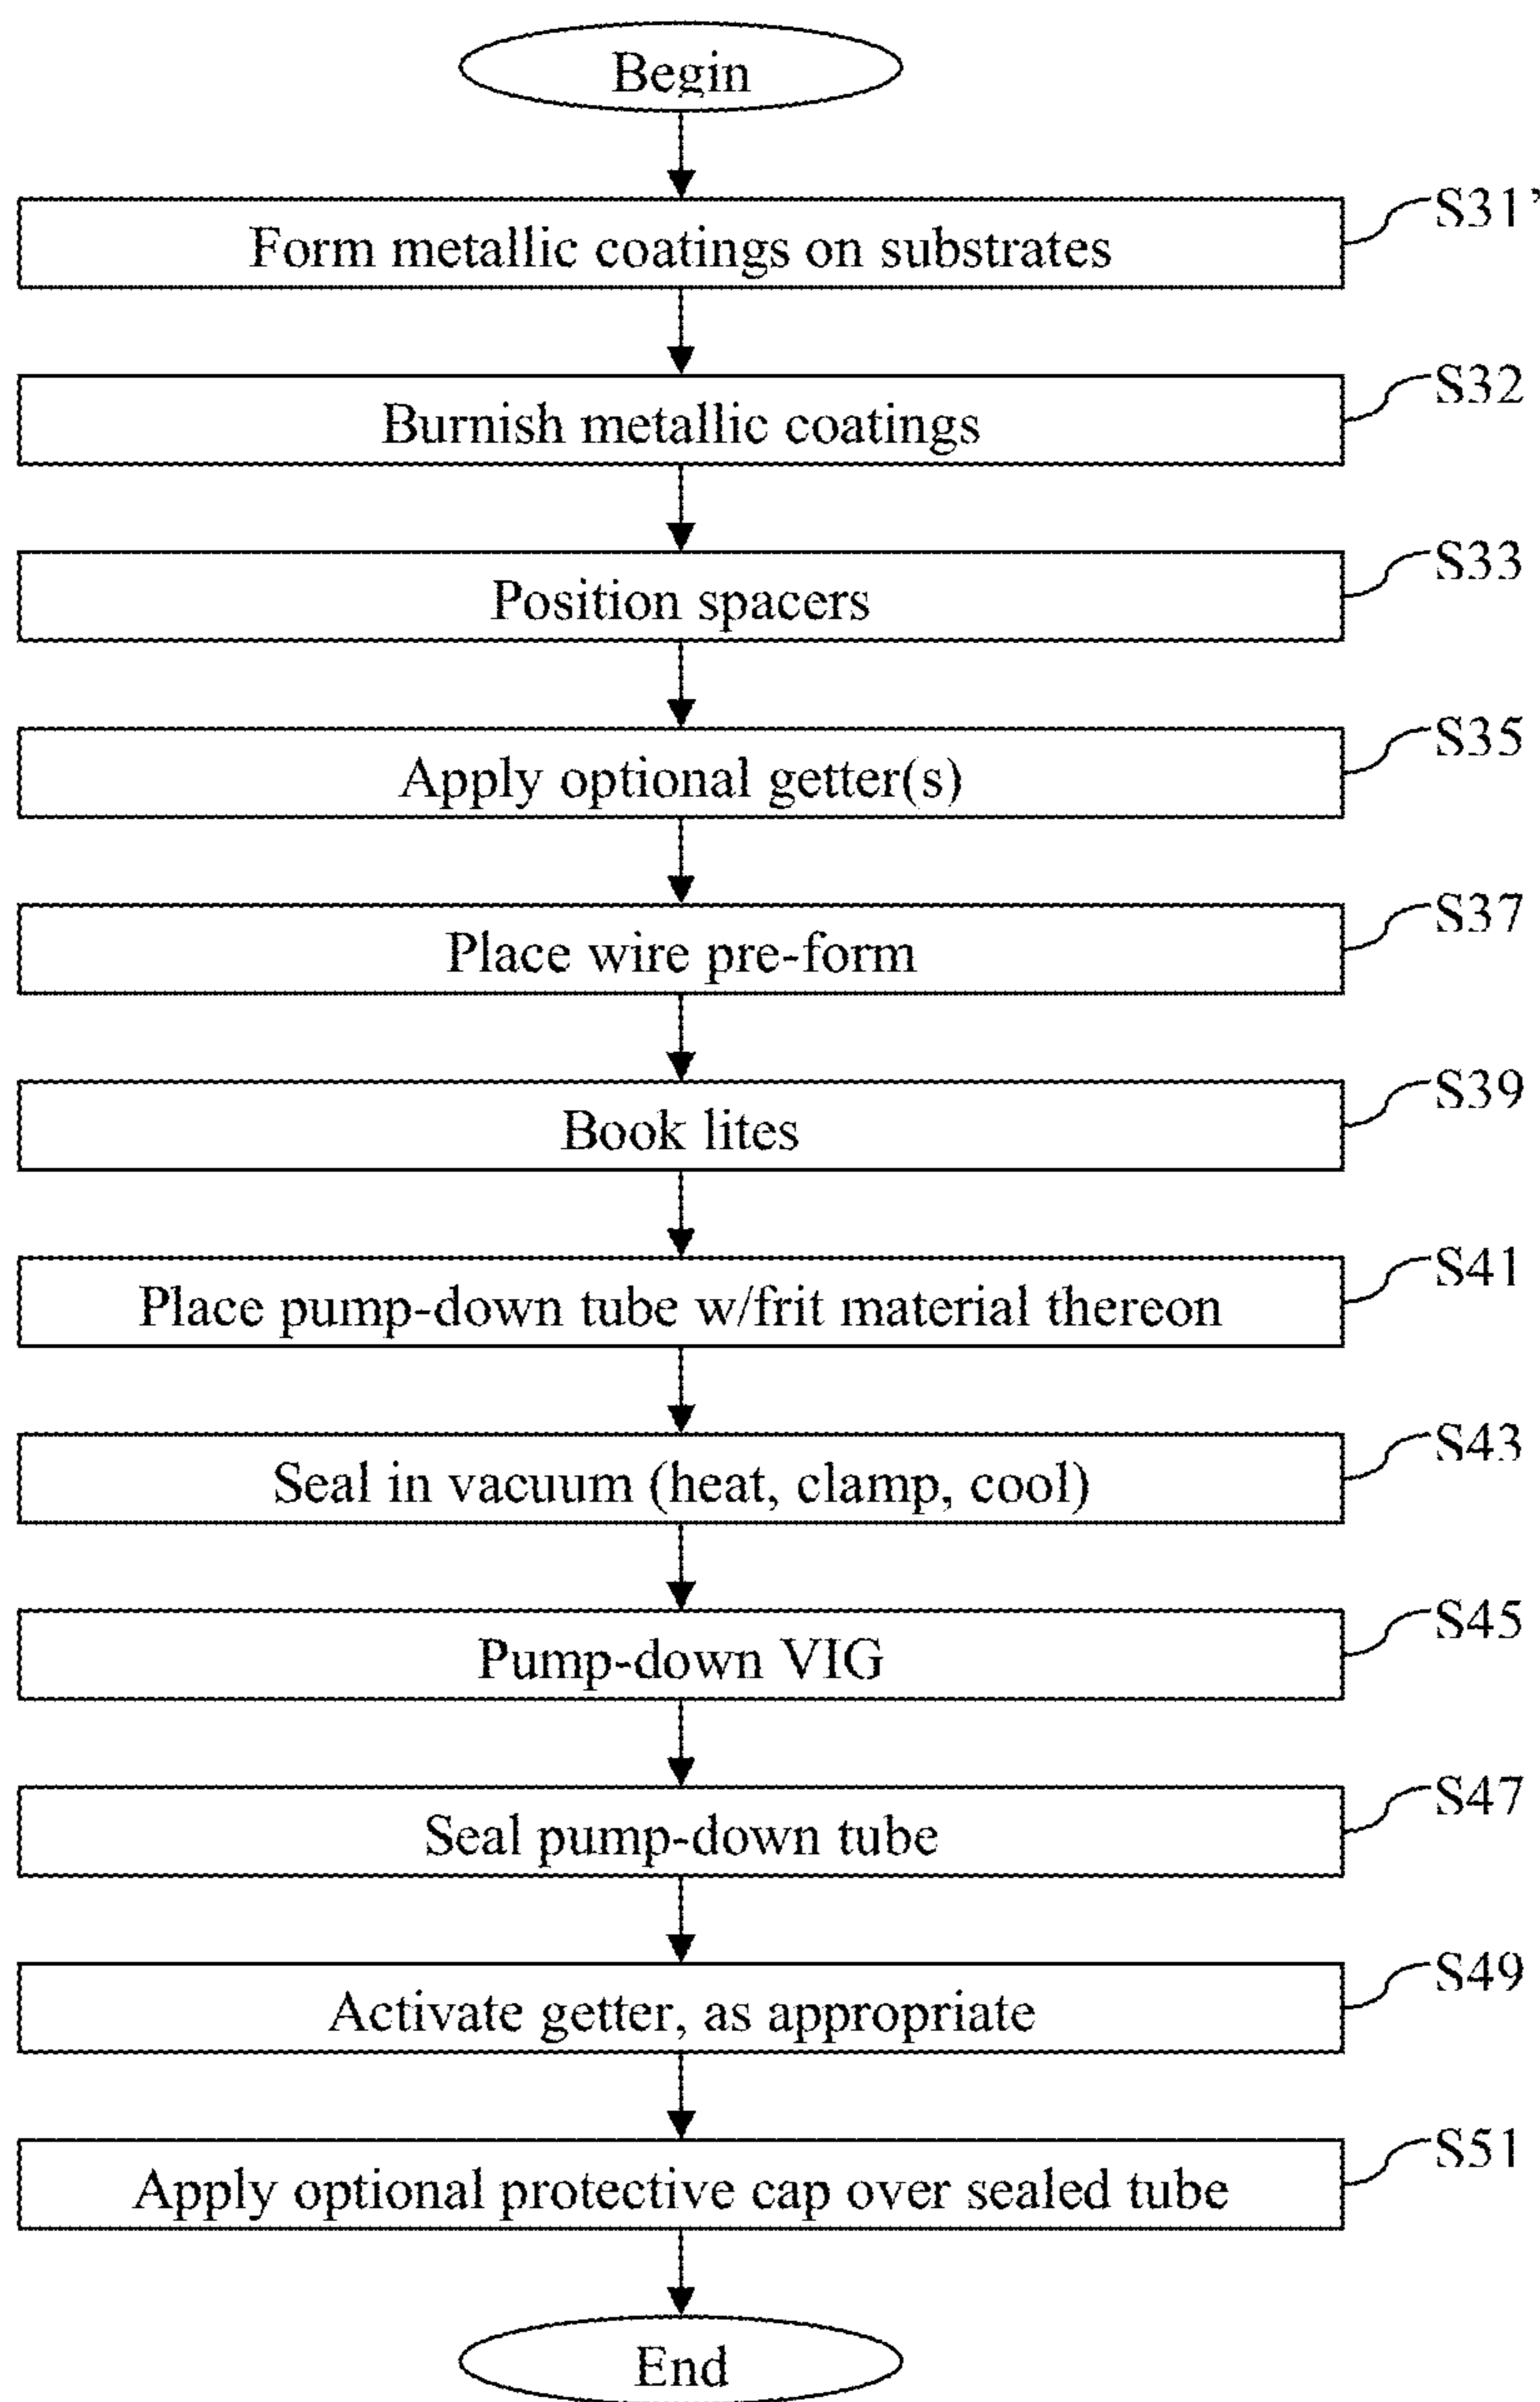 Begin
Form metallic coatings on substrates
S31’
Burnish metallic coatings
S32
Position spacers
S33
Apply optional getter(s)
S35
Place wire pre-form
S37
Book lites
S39
Place pump-down tube w/frit material thereon
S41
Seal in vacuum (heat, clamp, cool)
S43
Pump-down VIG
S45
Seal pump-down tube
S47
Activate getter, as appropriate
S49
Apply optional protective cap over sealed tube
S51
End